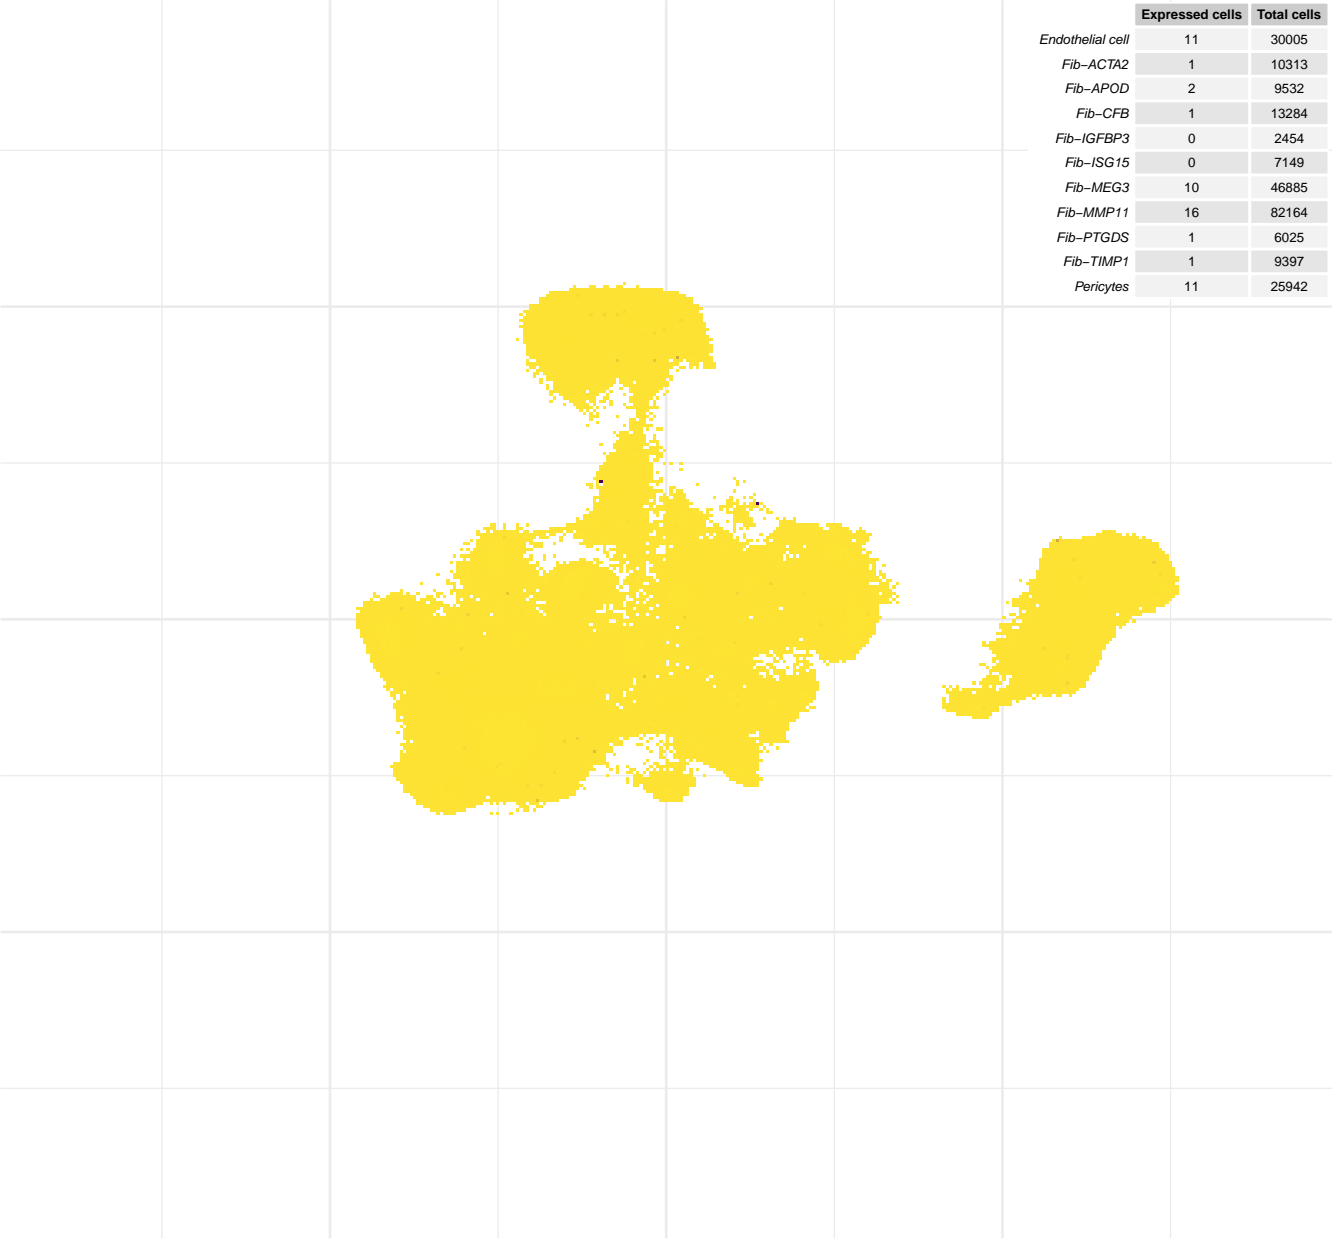 Expressed cells Total cells
Endothelial cell 11 30005
Fib−ACTA2 1 10313
Fib−APOD 2 9532
Fib−CFB 1 13284
Fib−IGFBP3 0 2454
Fib−ISG15 0 7149
Fib−MEG3 10 46885
Fib−MMP11 16 82164
Fib−PTGDS 1 6025
Fib−TIMP1 1 9397
Pericytes 11 25942